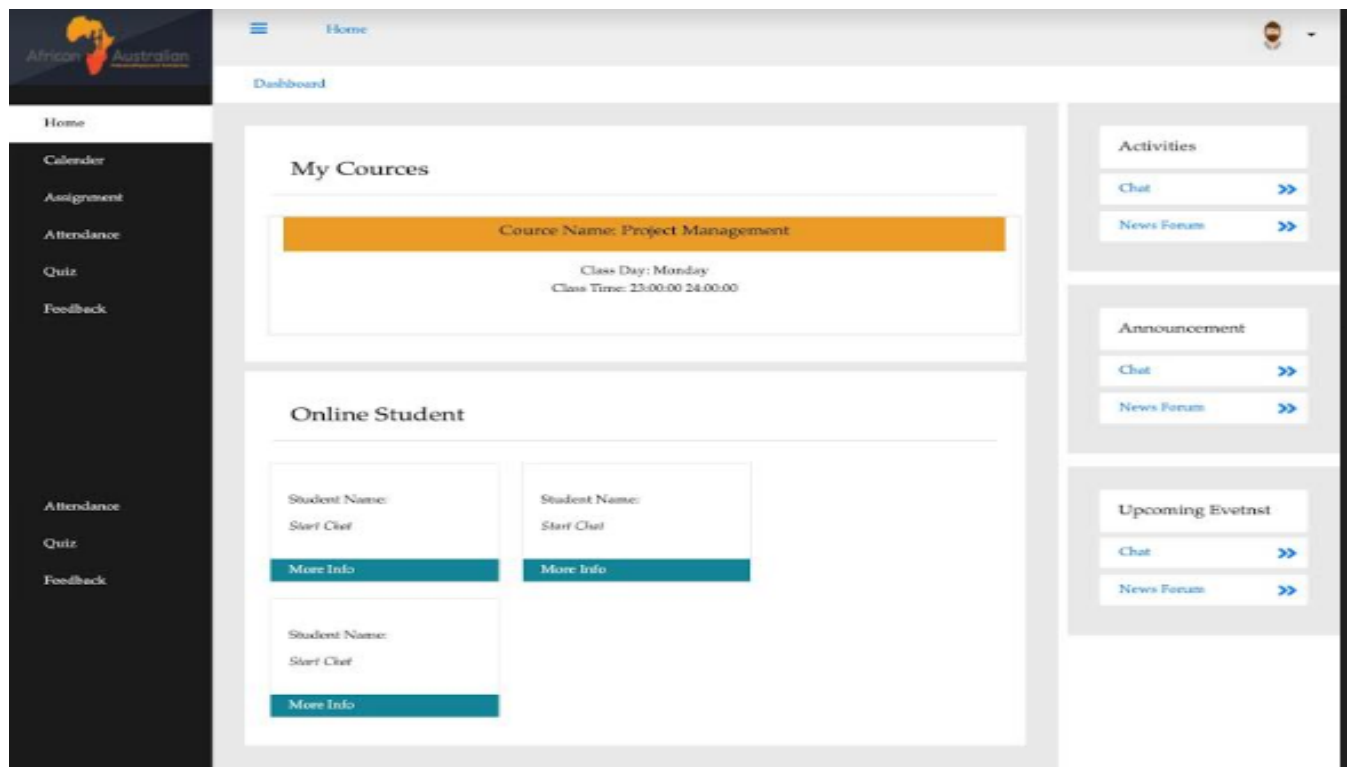 African Australian
Home
Dashboard
Home
Calender
Assignment
Attendance
Quiz
Feedback
Attendance
Quiz
Feedback
My Cources
Cource Name: Project Management
Class Day: Monday
Class Time: 23:00:00 24:00:00
Online Student
Student Name:
Start Chat
More Info
Student Name:
Start Chat
More Info
Student Name:
Start Chat
More Info
Activities
Chat
News Forum
Announcement
Chat
News Forum
Upcoming Evetnst
Chat
News Forum